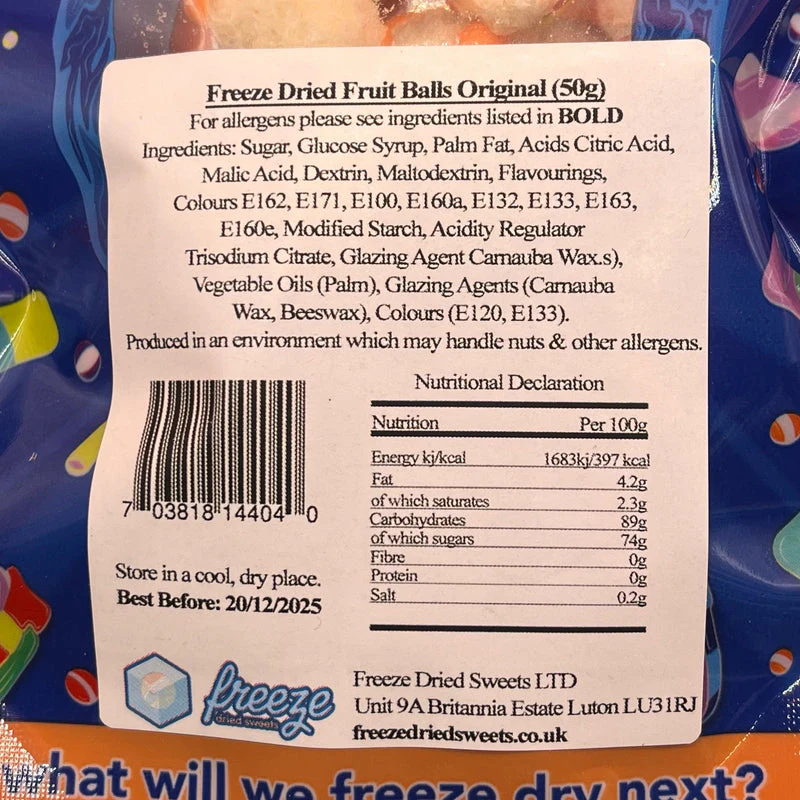 Freeze Dried Fruit Balls Original (50g)
For allergens please see ingredients listed in BOLD
Ingredients: Sugar, Glucose Syrup, Palm Fat, Acids Citric Acid,
Malic Acid, Dextrin, Maltodextrin, Flavourings,
Colours E162, E171, E100, E160a, E132, E133, E163,
E160e, Modified Starch, Acidity Regulator
Trisodium Citrate, Glazing Agent Carnauba Wax.s),
Vegetable Oils (Palm), Glazing Agents (Carnauba
Wax, Beeswax), Colours (E120, E133).
Produced in an environment which may handle nuts & other allergens.
Nutritional Declaration
Nutrition Per 100g
Energy kj/kcal 1683kj/397 kcal
Fat 4.2g
of which saturates 2.3g
Carbohydrates 89g
of which sugars 74g
Fibre 0g
Protein 0g
Salt 0.2g
7 03818 14404 0
Store in a cool, dry place.
Best Before: 20/12/2025
freeze
dried sweets
Freeze Dried Sweets LTD
Unit 9A Britannia Estate Luton LU31RJ
freezedriedsweets.co.uk
what will we freeze dry next?